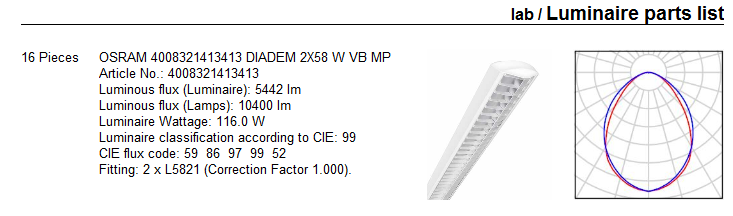 lab / Luminaire parts list
16 Pieces OSRAM 4008321413413 DIADEM 2X58 W VB MP
Article No.: 4008321413413
Luminous flux (Luminaire): 5442 lm
Luminous flux (Lamps): 10400 lm
Luminaire Wattage: 116.0 W
Luminaire classification according to CIE: 99
CIE flux code: 59 86 97 99 52
Fitting: 2 x L5821 (Correction Factor 1.000).